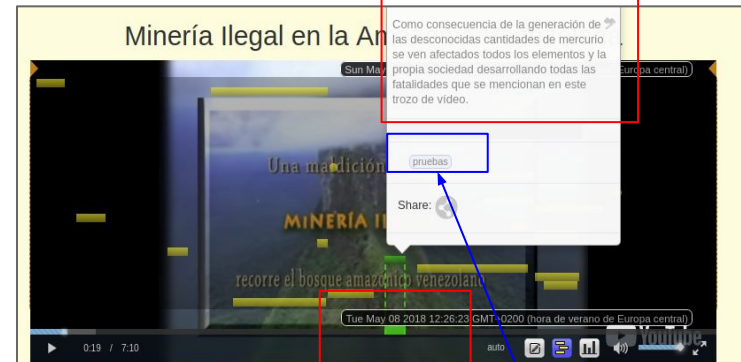 Minería Ilegal en la Am
Como consecuencia de la generación de
las desconocidas cantidades de mercurio
se ven afectados todos los elementos y la
propia sociedad desarrollando todas las
fatalidades que se mencionan en este
trozo de video.
Sun May
Europa central)
Una maldición
pruebas
Share:
MINERÍA IL
recorre el bosque amazónico venezolano
Tue May 08 2018 12:26:23 GMT+0200 (hora de verano de Europa central)
0:19 / 7:10
auto
YouTube